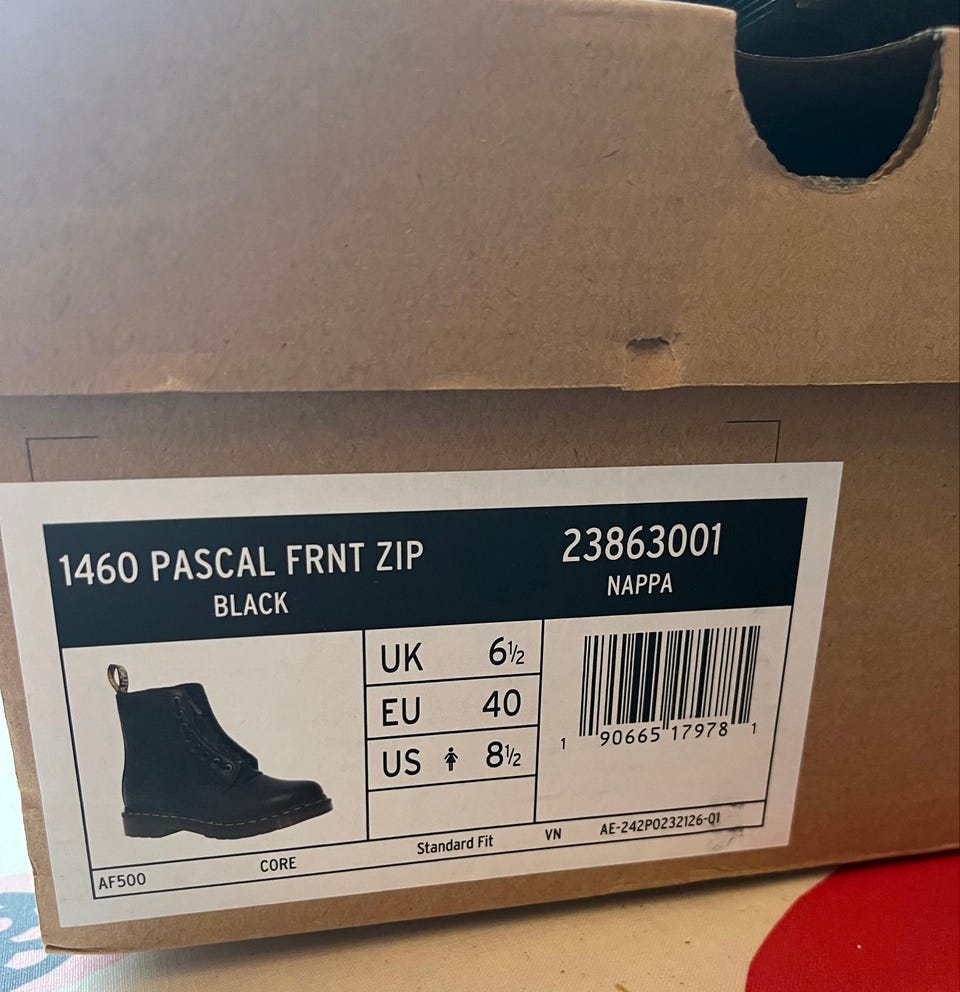 1460 PASCAL FRNT ZIP
BLACK
23863001
NAPPA
UK 6½
EU 40
US 8½
1 90665 17978 1
AF500 CORE Standard Fit VN AE-242P0232126-01